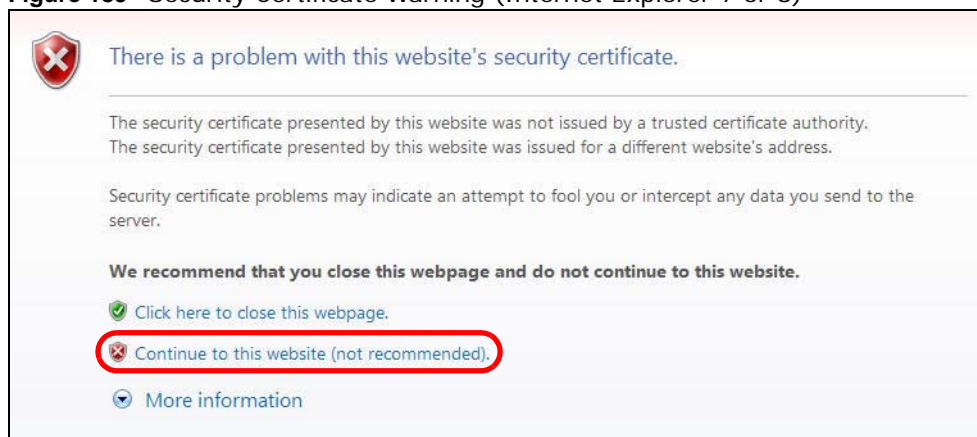 There is a problem with this website's security certificate.
The security certificate presented by this website was not issued by a trusted certificate authority.
The security certificate presented by this website was issued for a different website's address.
Security certificate problems may indicate an attempt to fool you or intercept any data you send to the
server.
We recommend that you close this webpage and do not continue to this website.
Click here to close this webpage.
Continue to this website (not recommended).
More information